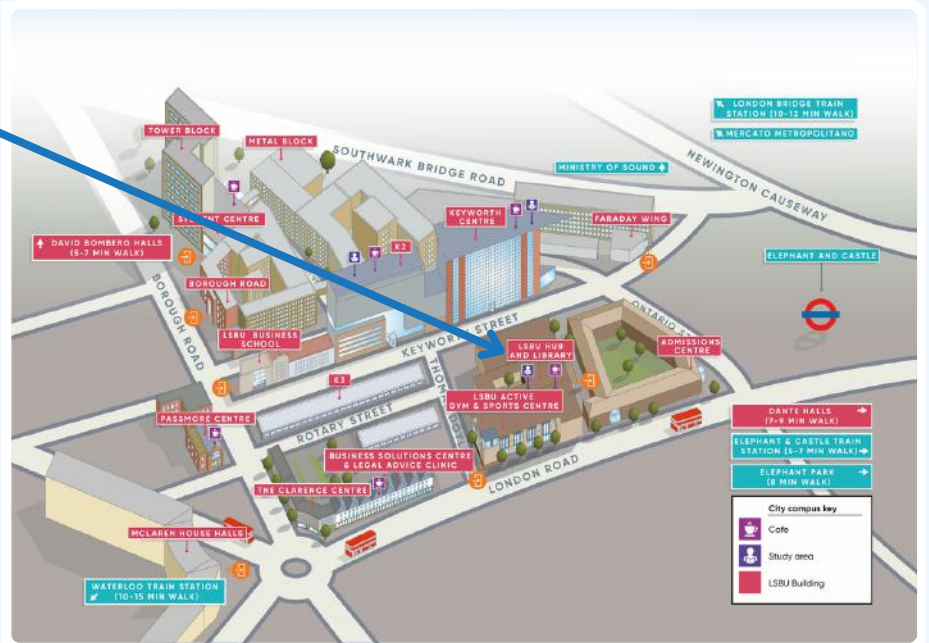 LONDON BRIDGE TRAIN
STATION (10-12 MIN WALK)
MERCATO METROPOLITANO
TOWER BLOCK
METAL BLOCK
SOUTHWARK BRIDGE ROAD
MINISTRY OF SOUND
NEWINGTON CAUSEWAY
STUDENT CENTRE
KEYWORTH
CENTRE
FARADAY WING
DAVID BOMBERG HALLS
(5-7 MIN WALK)
K2
ELEPHANT AND CASTLE
BOROUGH ROAD
BOROUGH ROAD
LSBU BUSINESS
SCHOOL
KEYWORTH STREET
ONTARIO
LSBU HUB
AND LIBRARY
ADMISSIONS
CENTRE
K3
LSBU ACTIVE
GYM & SPORTS CENTRE
PASSMORE CENTRE
ROTARY STREET
DANTE HALLS
(7-9 MIN WALK)
BUSINESS SOLUTIONS CENTRE
& LEGAL ADVICE CLINIC
ELEPHANT & CASTLE TRAIN
STATION (5-7 MIN WALK)
THE CLARENCE CENTRE
LONDON ROAD
ELEPHANT PARK
(8 MIN WALK)
City campus key
Cafe
Study area
LSBU Building
MCLAREN HOUSE HALLS
WATERLOO TRAIN STATION
(10-15 MIN WALK)